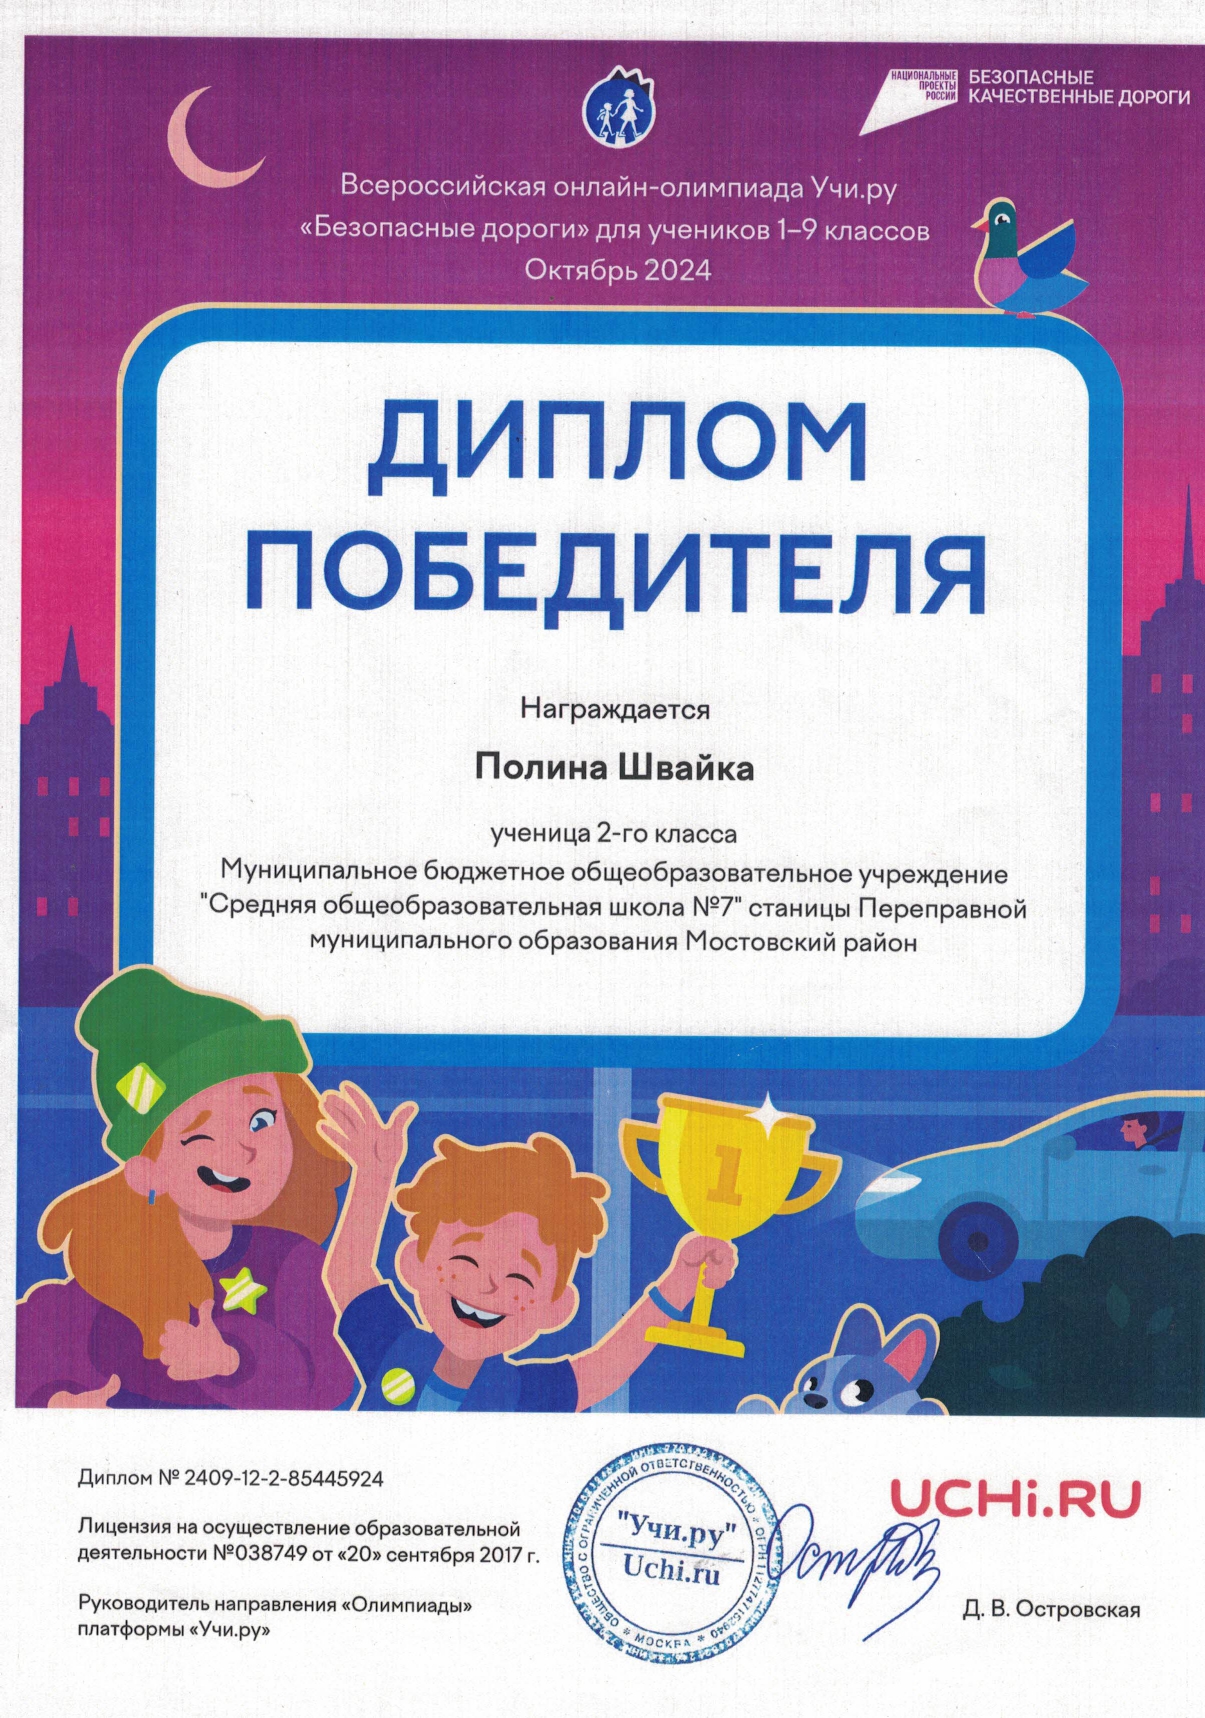 НАЦИОНАЛЬНЫЕ
ПРОЕКТЫ
РОССИИ
БЕЗОПАСНЫЕ
КАЧЕСТВЕННЫЕ ДОРОГИ
Всероссийская онлайн-олимпиада Учи.ру
«Безопасные дороги» для учеников 1–9 классов
Октябрь 2024
ДИПЛОМ
ПОБЕДИТЕЛЯ
Награждается
Полина Швайка
ученица 2-го класса
Муниципальное бюджетное общеобразовательное учреждение
"Средняя общеобразовательная школа №7" станицы Переправной
муниципального образования Мостовский район
1
Диплом № 2409-12-2-85445924
Лицензия на осуществление образовательной
деятельности №038749 от «20» сентября 2017 г.
Руководитель направления «Олимпиады»
платформы «Учи.ру»
ОБЩЕСТВО С ОГРАНИЧЕННОЙ ОТВЕТСТВЕННОСТЬЮ
* МОСКВА *
"Учи.ру"
Uchi.ru
UCHi.RU
Д. В. Островская